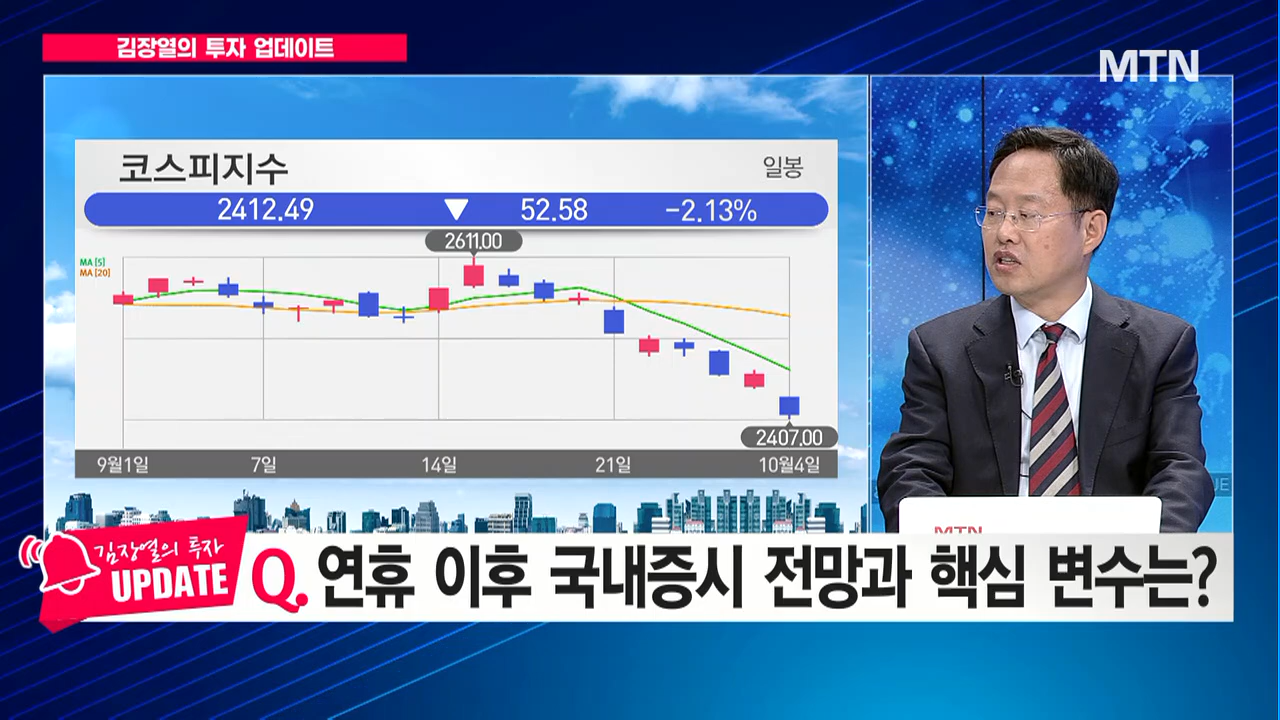 김장열의 투자 업데이트
MTN
코스피지수
일봉
2412.49 ▼ 52.58 -2.13%
2611.00
MA [5]
MA [20]
2407.00
9월1일 7일 14일 21일 10월4일
UE
MTN
김장열의 투자
UPDATE
Q. 연휴 이후 국내증시 전망과 핵심 변수는?